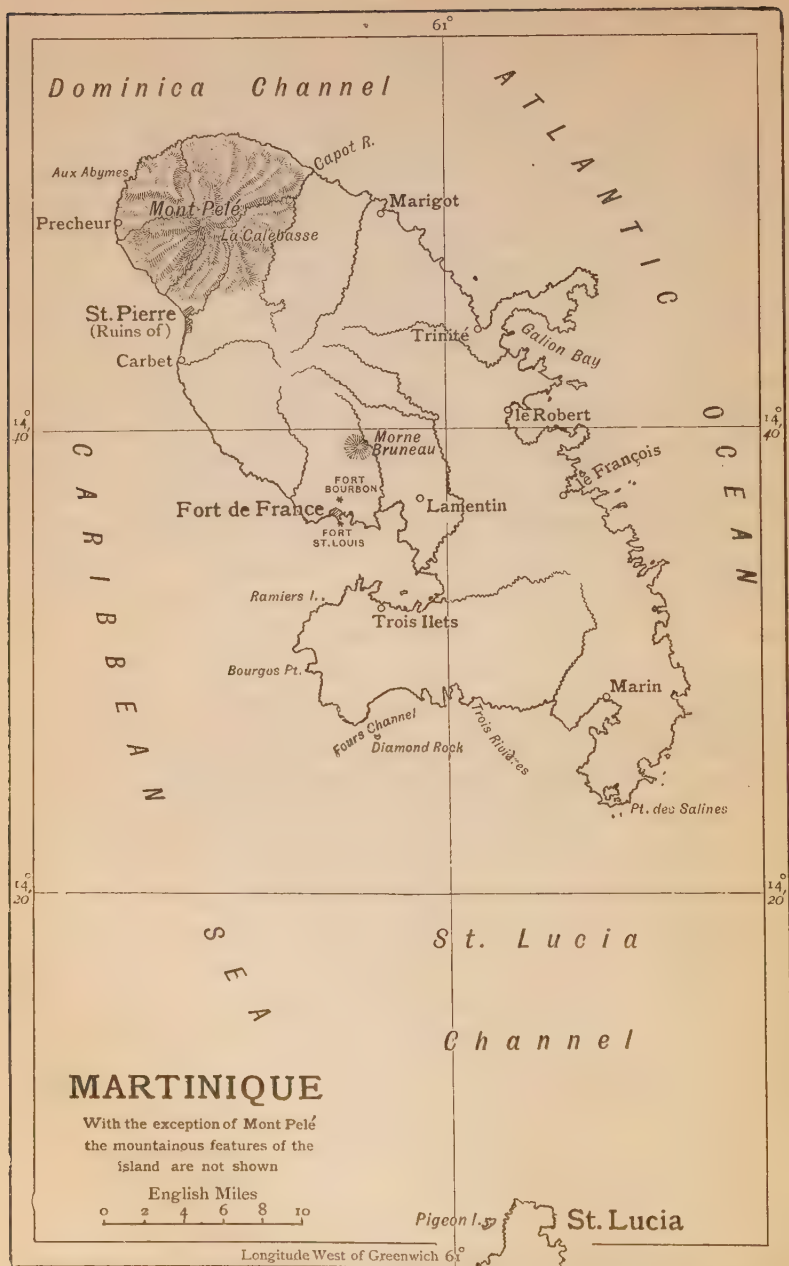 61°
Dominica Channel
ATLANTIC
OCEAN
Capot R.
Aux Abymes
Marigot
Mont Pelé
Precheur
La Calebasse
St. Pierre
(Ruins of)
Trinité
Galion Bay
Carbet
le Robert
14°
40'
14°
40'
Morne
Bruneau
le François
FORT
BOURBON
Lamentin
Fort de France
FORT
ST. LOUIS
CARIBBEAN
SEA
Ramiers I.
Trois Ilets
Bourgos Pt.
Marin
Fours Channel
Diamond Rock
Trois Rivières
Pt. des Salines
14°
20'
14°
20'
St. Lucia
Channel
MARTINIQUE
With the exception of Mont Pelé
the mountainous features of the
island are not shown
English Miles
0 2 4 6 8 10
Pigeon I.
St. Lucia
Longitude West of Greenwich 61°